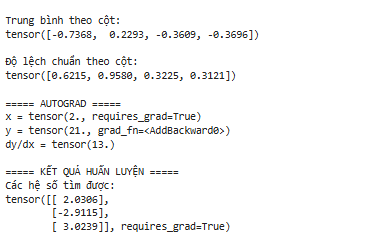 Trung bình theo cột:
tensor([-0.7368,  0.2293, -0.3609, -0.3696])
Độ lệch chuẩn theo cột:
tensor([0.6215, 0.9580, 0.3225, 0.3121])
===== AUTOGRAD =====
x = tensor(2., requires_grad=True)
y = tensor(21., grad_fn=<AddBackward0>)
dy/dx = tensor(13.)
===== KẾT QUẢ HUẤN LUYỆN =====
Các hệ số tìm được:
tensor([[ 2.0306],
        [-2.9115],
        [ 3.0239]], requires_grad=True)